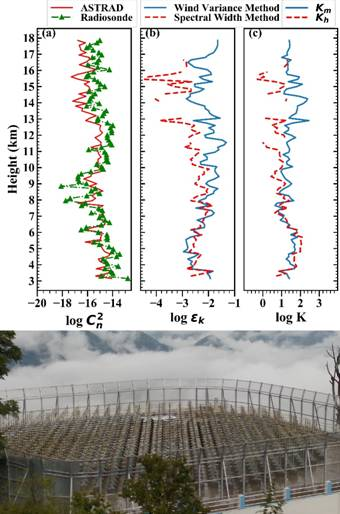 ASTRAD
Radiosonde
Wind Variance Method
Spectral Width Method
K_m
K_h
(a)
(b)
(c)
Height (km)
18
17
16
15
14
13
12
11
10
9
8
7
6
5
4
3
−20 −18 −16 −14
−4 −3 −2 −1
0 1 2 3
log C_n^2
log ε_k
log K